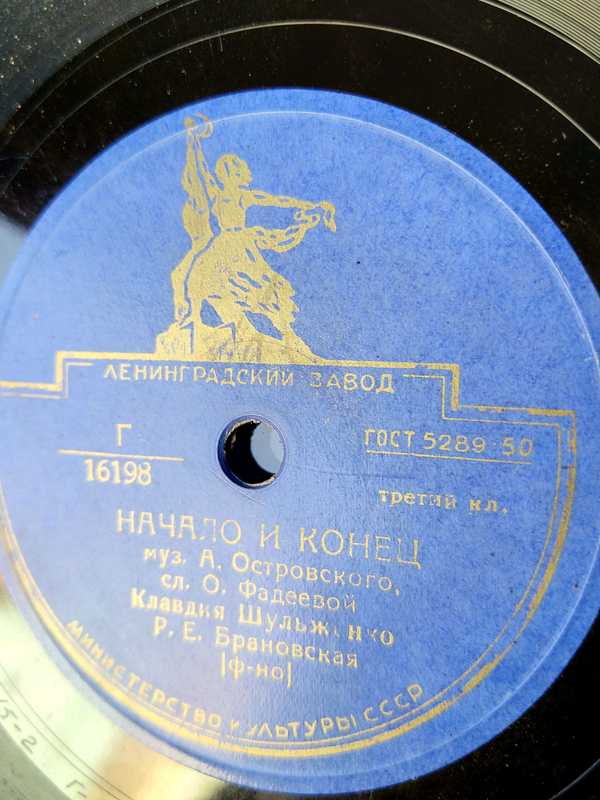 ЛЕНИНГРАДСКИЙ ЗАВОД
Г
16198
ГОСТ 5289-50
третий кл.
НАЧАЛО И КОНЕЦ
муз. А. Островского,
сл. О. Фадеевой
Клавдия Шульженко
Р. Е. Брановская
(ф-но)
МИНИСТЕРСТВО КУЛЬТУРЫ СССР